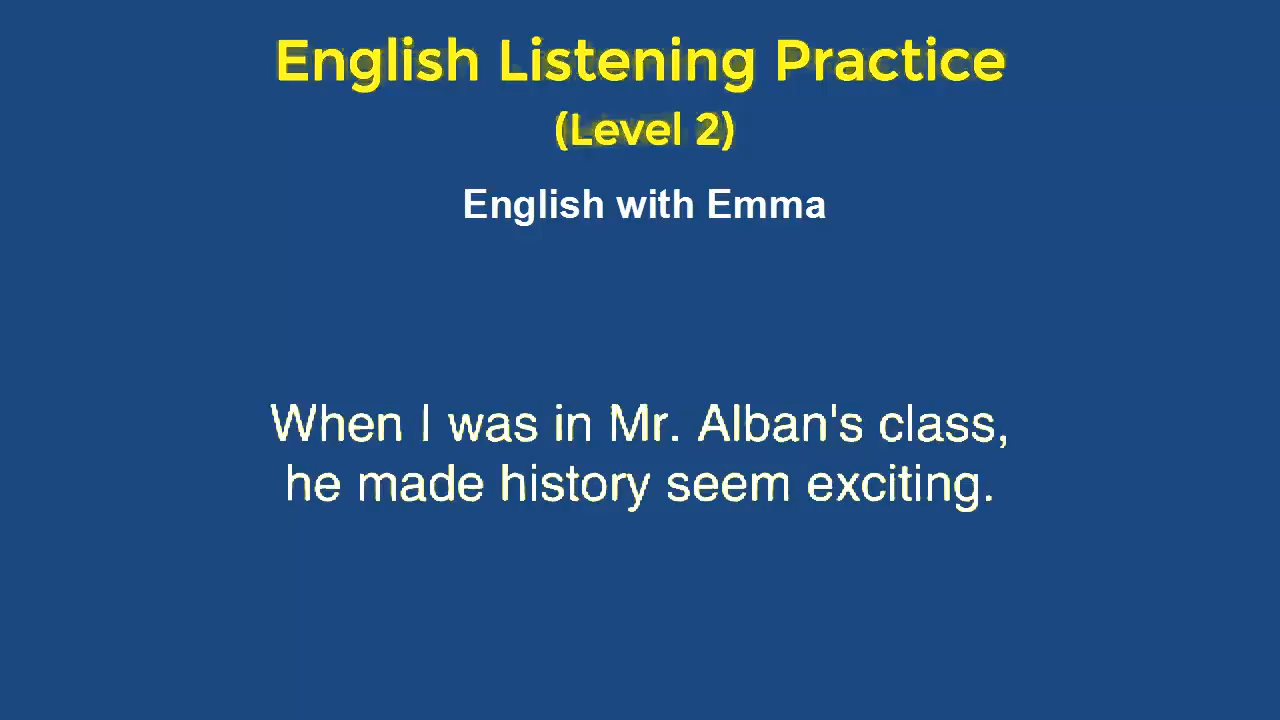 English Listening Practice
(Level 2)
English with Emma
When I was in Mr. Alban's class,
he made history seem exciting.